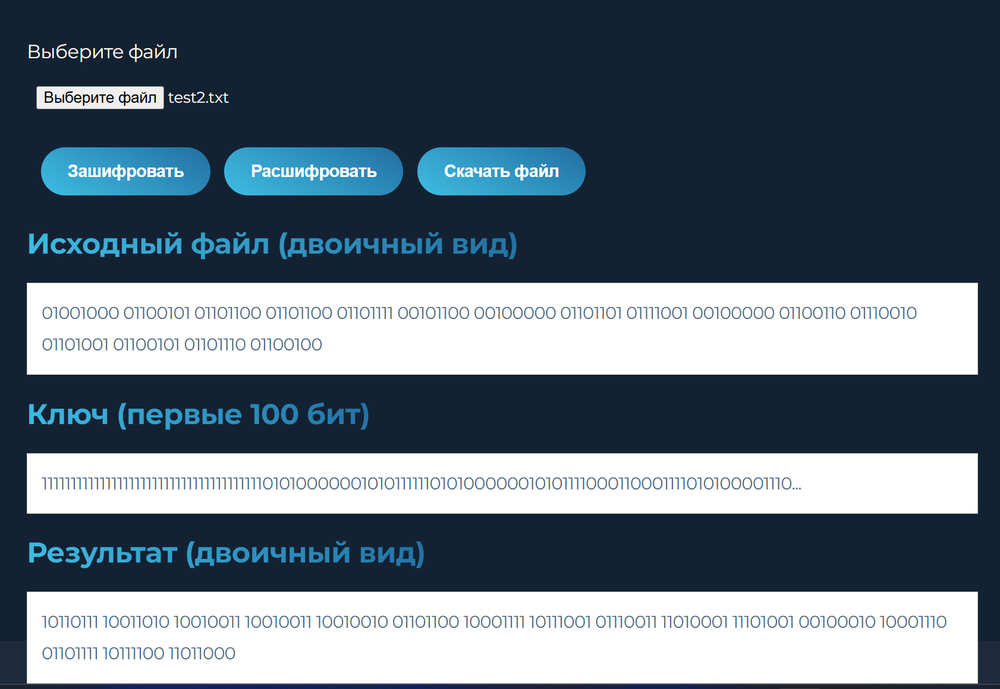 Выберите файл
Выберите файл test2.txt
Зашифровать Расшифровать Скачать файл
Исходный файл (двоичный вид)
01001000 01100101 01101100 01101100 01101111 00101100 00100000 01101101 01111001 00100000 01100110 01110010
01101001 01100101 01101110 01100100
Ключ (первые 100 бит)
1111111111111111111111111111111111111101010000001010111111010100000010101111000110001111010100001110...
Результат (двоичный вид)
10110111 10011010 10010011 10010011 10010010 01101100 10001111 10111001 01110011 11010001 11101001 00100010 10001110
01101111 10111100 11011000